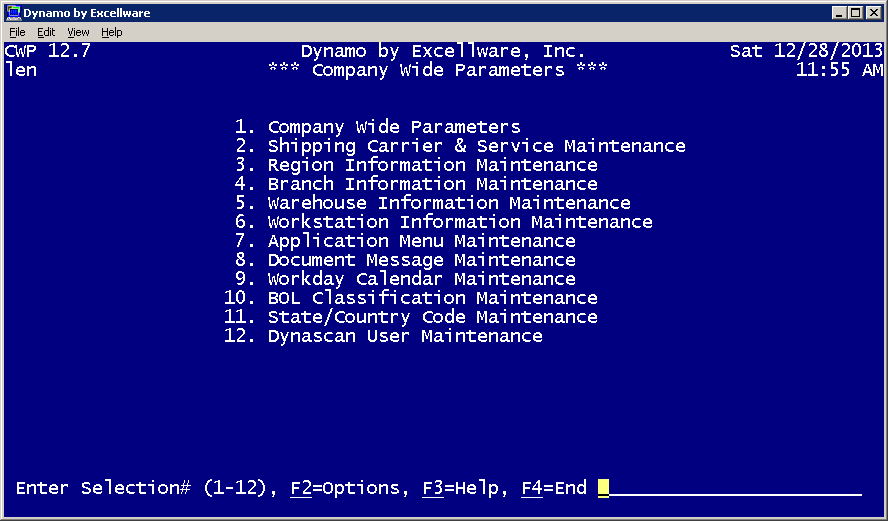 Dynamo by Excellware
File Edit View Help
CWP 12.7 Dynamo by Excellware, Inc. Sat 12/28/2013
len *** Company Wide Parameters *** 11:55 AM
1. Company Wide Parameters
2. Shipping Carrier & Service Maintenance
3. Region Information Maintenance
4. Branch Information Maintenance
5. Warehouse Information Maintenance
6. Workstation Information Maintenance
7. Application Menu Maintenance
8. Document Message Maintenance
9. Workday Calendar Maintenance
10. BOL Classification Maintenance
11. State/Country Code Maintenance
12. Dynascan User Maintenance
Enter Selection# (1-12), F2=Options, F3=Help, F4=End